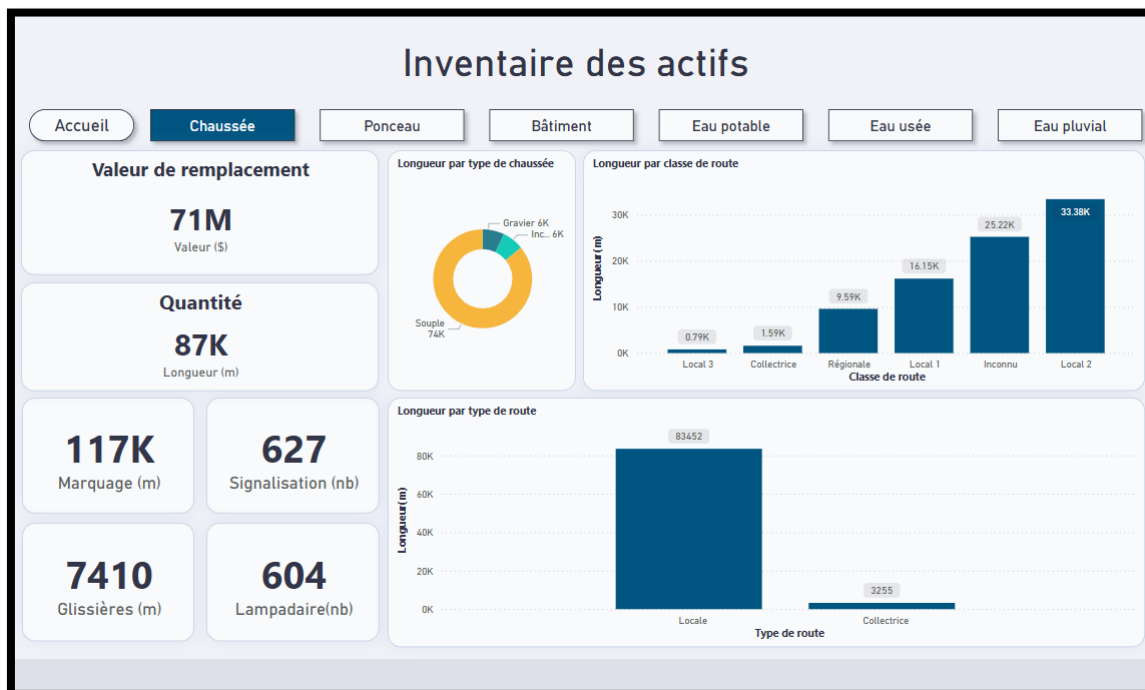 Inventaire des actifs
Accueil
Chaussée
Ponceau
Bâtiment
Eau potable
Eau usée
Eau pluvial
Valeur de remplacement
71M
Valeur ($)
Quantité
87K
Longueur (m)
117K
Marquage (m)
627
Signalisation (nb)
7410
Glissières (m)
604
Lampadaire(nb)
Longueur par type de chaussée
Gravier 6K
Inc... 6K
Souple
74K
Longueur par classe de route
Longueur(m)
30K
20K
10K
0K
0.79K
1.59K
9.59K
16.15K
25.22K
33.38K
Local 3
Collectrice
Régionale
Local 1
Inconnu
Local 2
Classe de route
Longueur par type de route
Longueur(m)
80K
60K
40K
20K
0K
83452
3255
Locale
Collectrice
Type de route